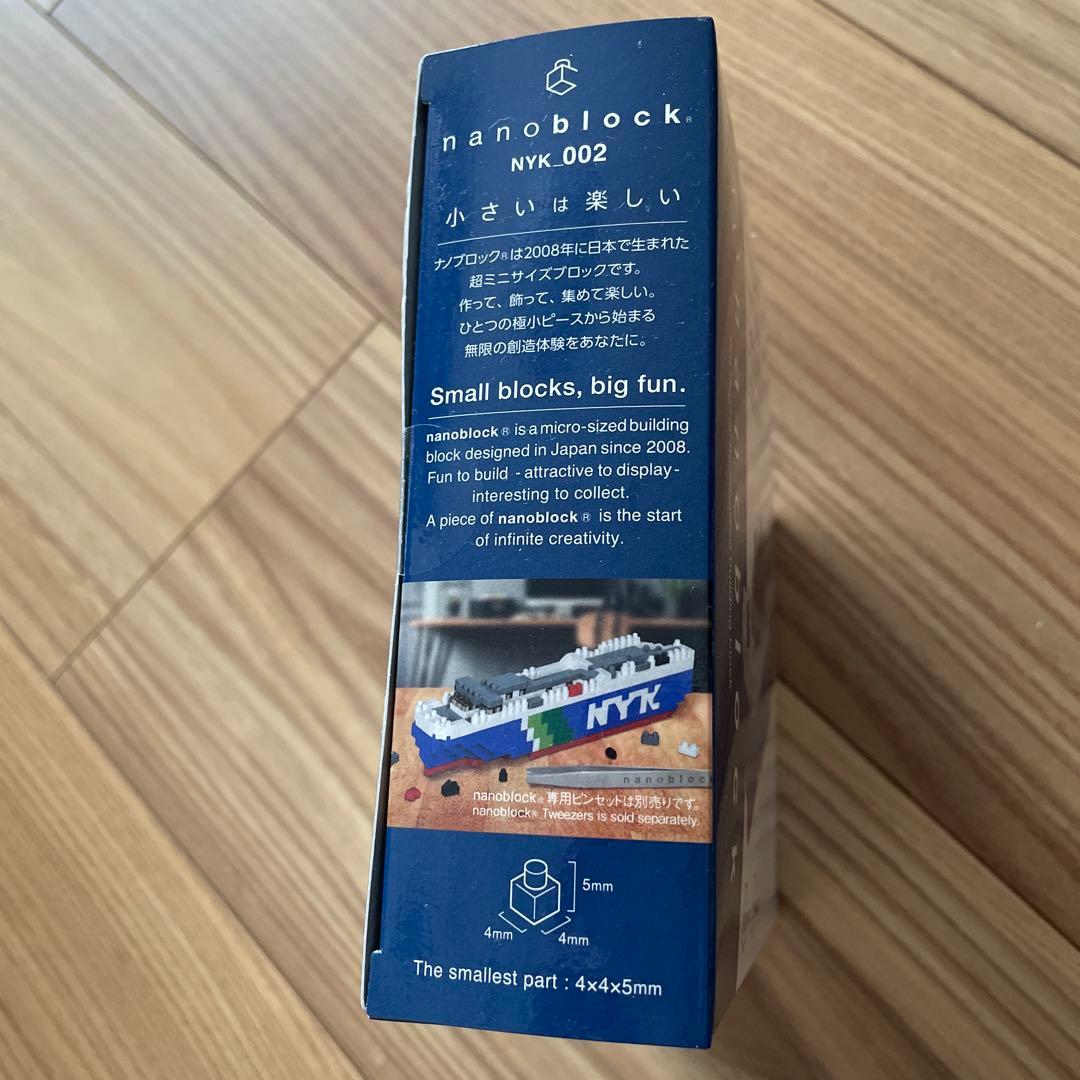 nanoblock®
NYK_002
小さいは楽しい
ナノブロック®は2008年に日本で生まれた
超ミニサイズブロックです。
作って、飾って、集めて楽しい。
ひとつの極小ピースから始まる
無限の創造体験をあなたに。
Small blocks, big fun.
nanoblock® is a micro-sized building
block designed in Japan since 2008.
Fun to build - attractive to display-
interesting to collect.
A piece of nanoblock® is the start
of infinite creativity.
NYK
nanoblock
nanoblock® 専用ピンセットは別売りです。
nanoblock® Tweezers is sold separately.
5mm
4mm 4mm
The smallest part : 4×4×5mm